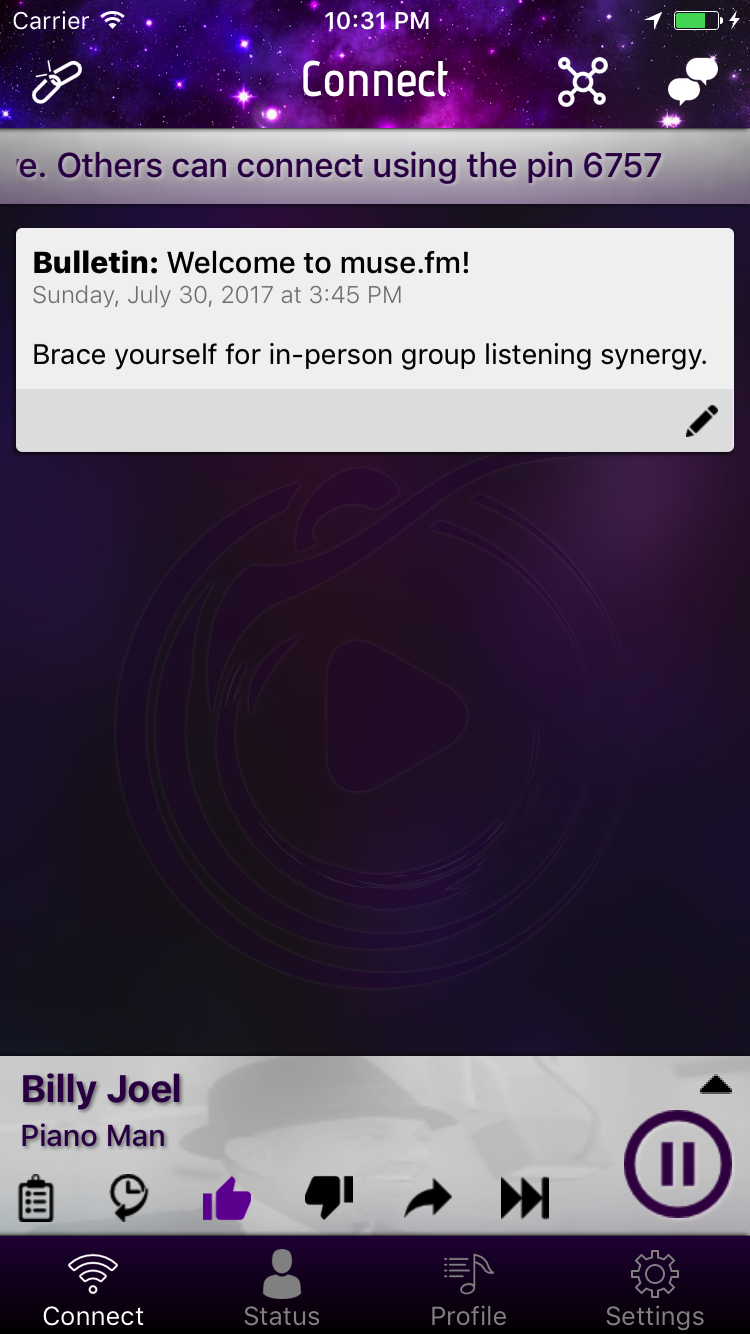 Carrier 10:31 PM
Connect
e. Others can connect using the pin 6757
Bulletin: Welcome to muse.fm!
Sunday, July 30, 2017 at 3:45 PM
Brace yourself for in-person group listening synergy.
Billy Joel
Piano Man
Connect Status Profile Settings